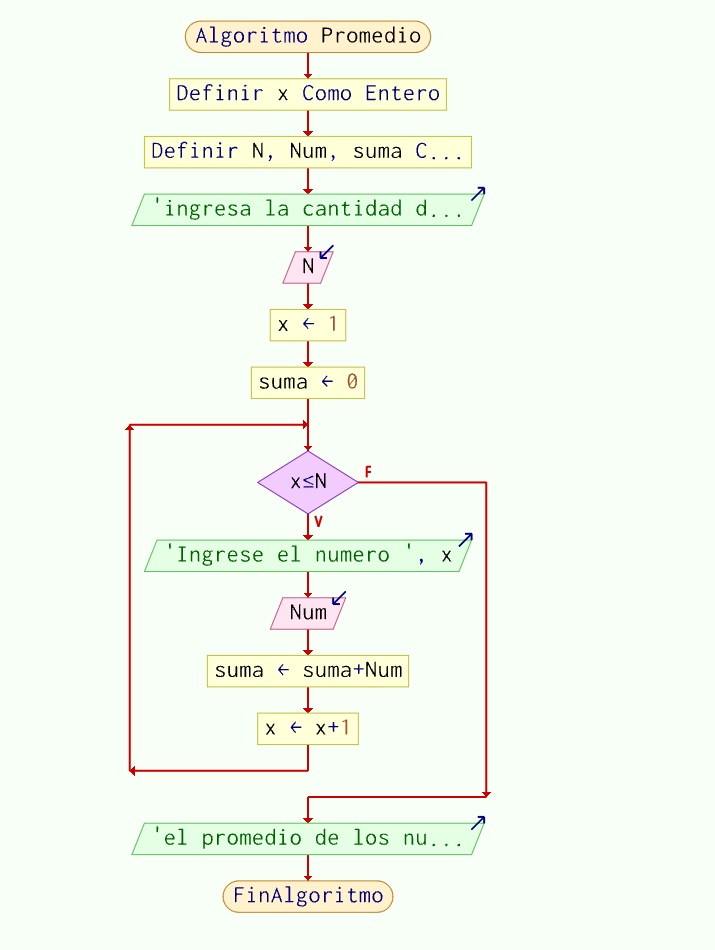 Algoritmo Promedio
Definir x Como Entero
Definir N, Num, suma C...
'ingresa la cantidad d...
N
x ← 1
suma ← 0
x≤N
F
V
'Ingrese el numero ', x
Num
suma ← suma+Num
x ← x+1
'el promedio de los nu...
FinAlgoritmo